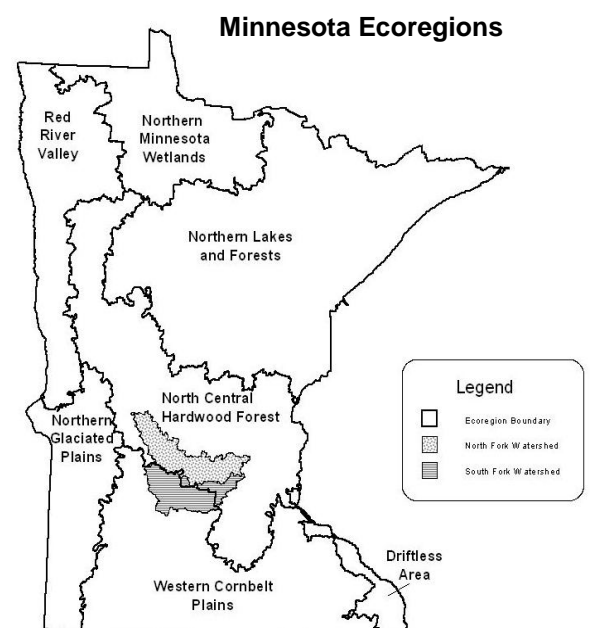 Minnesota Ecoregions
Red
River
Valley
Northern
Minnesota
Wetlands
Northern Lakes
and Forests
North Central
Hardwood Forest
Northern
Glaciated
Plains
Legend
Ecoregion Boundary
North Fork Watershed
South Fork Watershed
Driftless
Area
Western Cornbelt
Plains